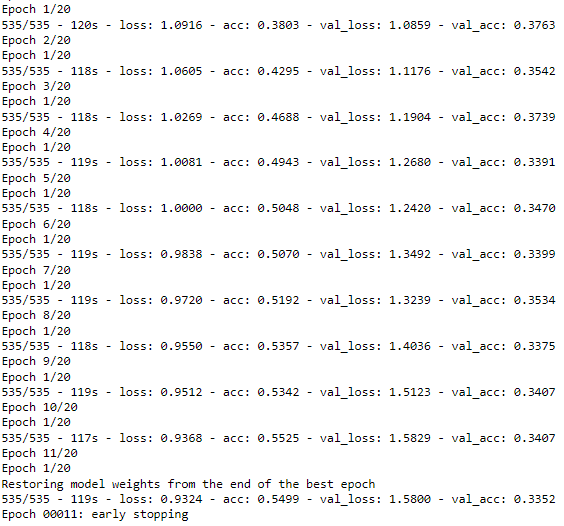 Epoch 1/20
535/535 - 120s - loss: 1.0916 - acc: 0.3803 - val_loss: 1.0859 - val_acc: 0.3763
Epoch 2/20
Epoch 1/20
535/535 - 118s - loss: 1.0605 - acc: 0.4295 - val_loss: 1.1176 - val_acc: 0.3542
Epoch 3/20
Epoch 1/20
535/535 - 118s - loss: 1.0269 - acc: 0.4688 - val_loss: 1.1904 - val_acc: 0.3739
Epoch 4/20
Epoch 1/20
535/535 - 119s - loss: 1.0081 - acc: 0.4943 - val_loss: 1.2680 - val_acc: 0.3391
Epoch 5/20
Epoch 1/20
535/535 - 118s - loss: 1.0000 - acc: 0.5048 - val_loss: 1.2420 - val_acc: 0.3470
Epoch 6/20
Epoch 1/20
535/535 - 119s - loss: 0.9838 - acc: 0.5070 - val_loss: 1.3492 - val_acc: 0.3399
Epoch 7/20
Epoch 1/20
535/535 - 119s - loss: 0.9720 - acc: 0.5192 - val_loss: 1.3239 - val_acc: 0.3534
Epoch 8/20
Epoch 1/20
535/535 - 118s - loss: 0.9550 - acc: 0.5357 - val_loss: 1.4036 - val_acc: 0.3375
Epoch 9/20
Epoch 1/20
535/535 - 119s - loss: 0.9512 - acc: 0.5342 - val_loss: 1.5123 - val_acc: 0.3407
Epoch 10/20
Epoch 1/20
535/535 - 117s - loss: 0.9368 - acc: 0.5525 - val_loss: 1.5829 - val_acc: 0.3407
Epoch 11/20
Epoch 1/20
Restoring model weights from the end of the best epoch
535/535 - 119s - loss: 0.9324 - acc: 0.5499 - val_loss: 1.5800 - val_acc: 0.3352
Epoch 00011: early stopping